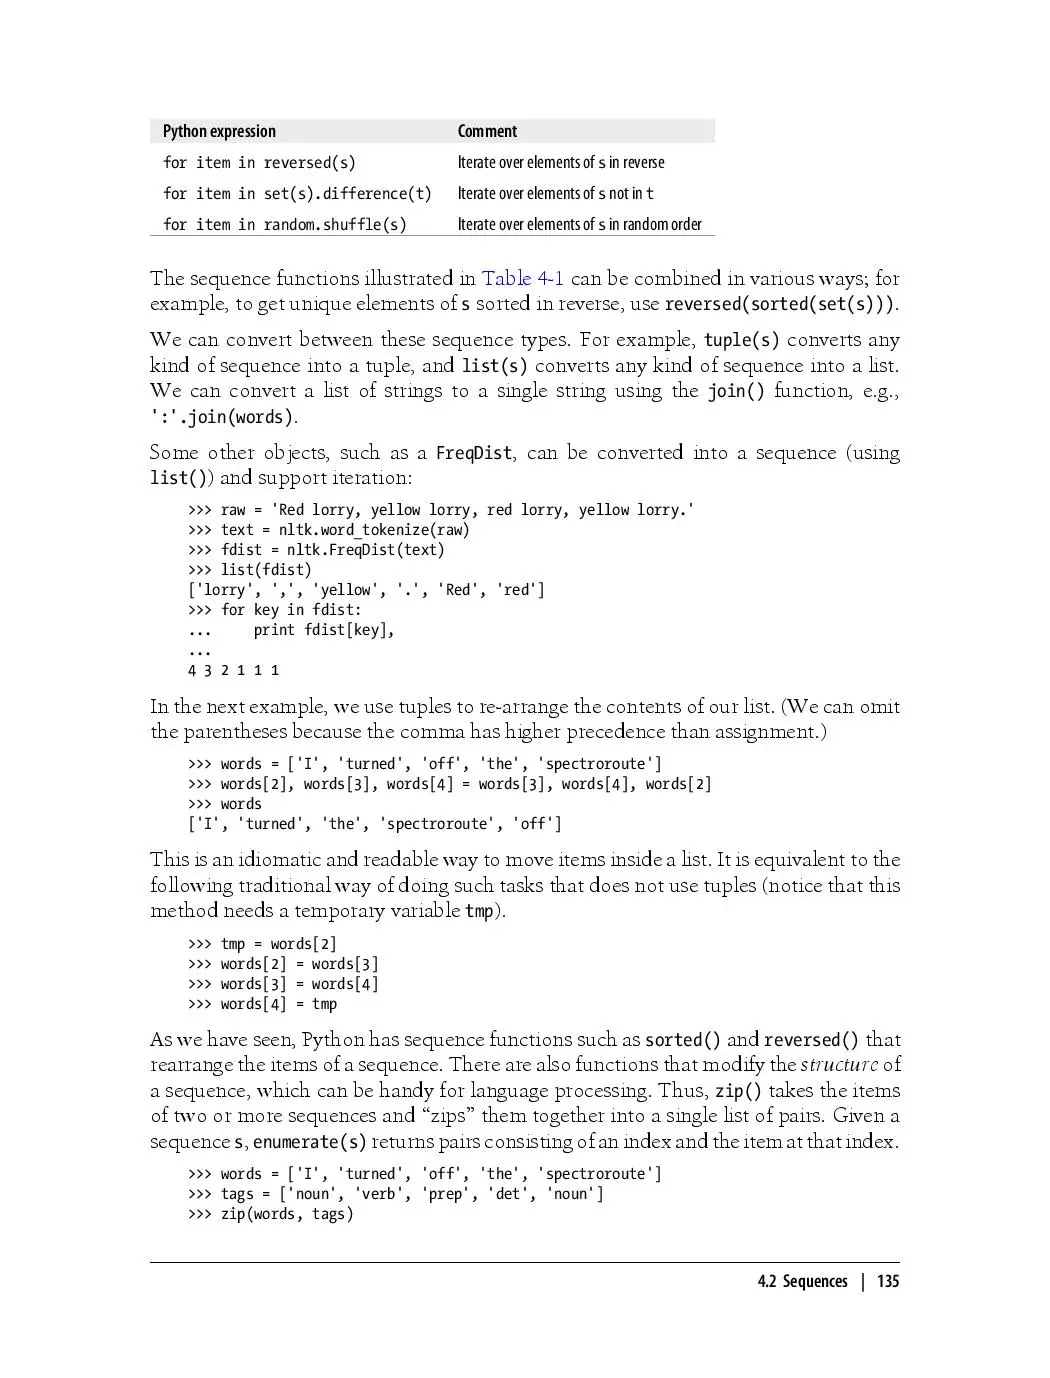 Python expression Comment
for item in reversed(s) Iterate over elements of s in reverse
for item in set(s).difference(t) Iterate over elements of s not in t
for item in random.shuffle(s) Iterate over elements of s in random order
The sequence functions illustrated in Table 4-1 can be combined in various ways; for
example, to get unique elements of s sorted in reverse, use reversed(sorted(set(s))).
We can convert between these sequence types. For example, tuple(s) converts any
kind of sequence into a tuple, and list(s) converts any kind of sequence into a list.
We can convert a list of strings to a single string using the join() function, e.g.,
':'.join(words).
Some other objects, such as a FreqDist, can be converted into a sequence (using
list()) and support iteration:
>>> raw = 'Red lorry, yellow lorry, red lorry, yellow lorry.'
>>> text = nltk.word_tokenize(raw)
>>> fdist = nltk.FreqDist(text)
>>> list(fdist)
['lorry', ',', 'yellow', '.', 'Red', 'red']
>>> for key in fdist:
...     print fdist[key],
...
4 3 2 1 1 1
In the next example, we use tuples to re-arrange the contents of our list. (We can omit
the parentheses because the comma has higher precedence than assignment.)
>>> words = ['I', 'turned', 'off', 'the', 'spectroroute']
>>> words[2], words[3], words[4] = words[3], words[4], words[2]
>>> words
['I', 'turned', 'the', 'spectroroute', 'off']
This is an idiomatic and readable way to move items inside a list. It is equivalent to the
following traditional way of doing such tasks that does not use tuples (notice that this
method needs a temporary variable tmp).
>>> tmp = words[2]
>>> words[2] = words[3]
>>> words[3] = words[4]
>>> words[4] = tmp
As we have seen, Python has sequence functions such as sorted() and reversed() that
rearrange the items of a sequence. There are also functions that modify the structure of
a sequence, which can be handy for language processing. Thus, zip() takes the items
of two or more sequences and “zips” them together into a single list of pairs. Given a
sequence s, enumerate(s) returns pairs consisting of an index and the item at that index.
>>> words = ['I', 'turned', 'off', 'the', 'spectroroute']
>>> tags = ['noun', 'verb', 'prep', 'det', 'noun']
>>> zip(words, tags)
4.2 Sequences | 135